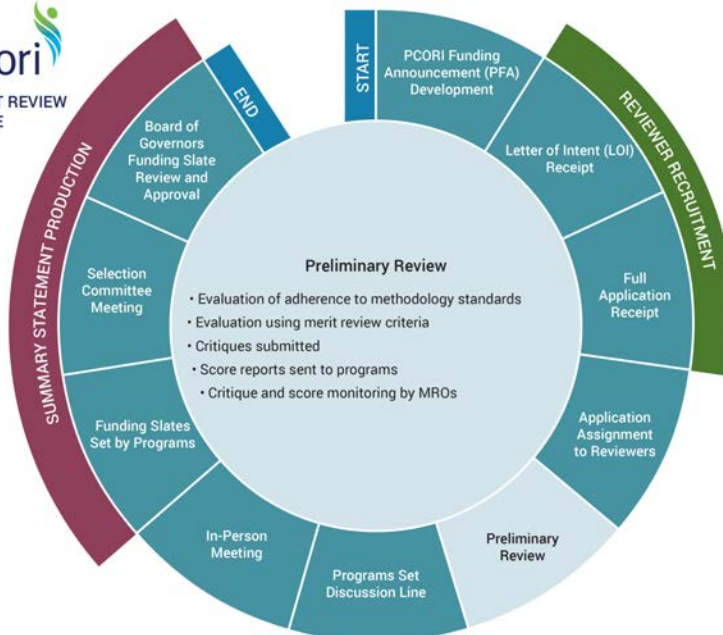 ori
T REVIEW
E
START
PCORI Funding
Announcement (PFA)
Development
REVIEWER RECRUITMENT
Letter of Intent (LOI)
Receipt
Full
Application
Receipt
Application
Assignment
to Reviewers
Preliminary
Review
Programs Set
Discussion Line
In-Person
Meeting
Funding Slates
Set by Programs
Selection
Committee
Meeting
Board of
Governors
Funding Slate
Review and
Approval
SUMMARY STATEMENT PRODUCTION
END
Preliminary Review
• Evaluation of adherence to methodology standards
• Evaluation using merit review criteria
• Critiques submitted
• Score reports sent to programs
• Critique and score monitoring by MROs